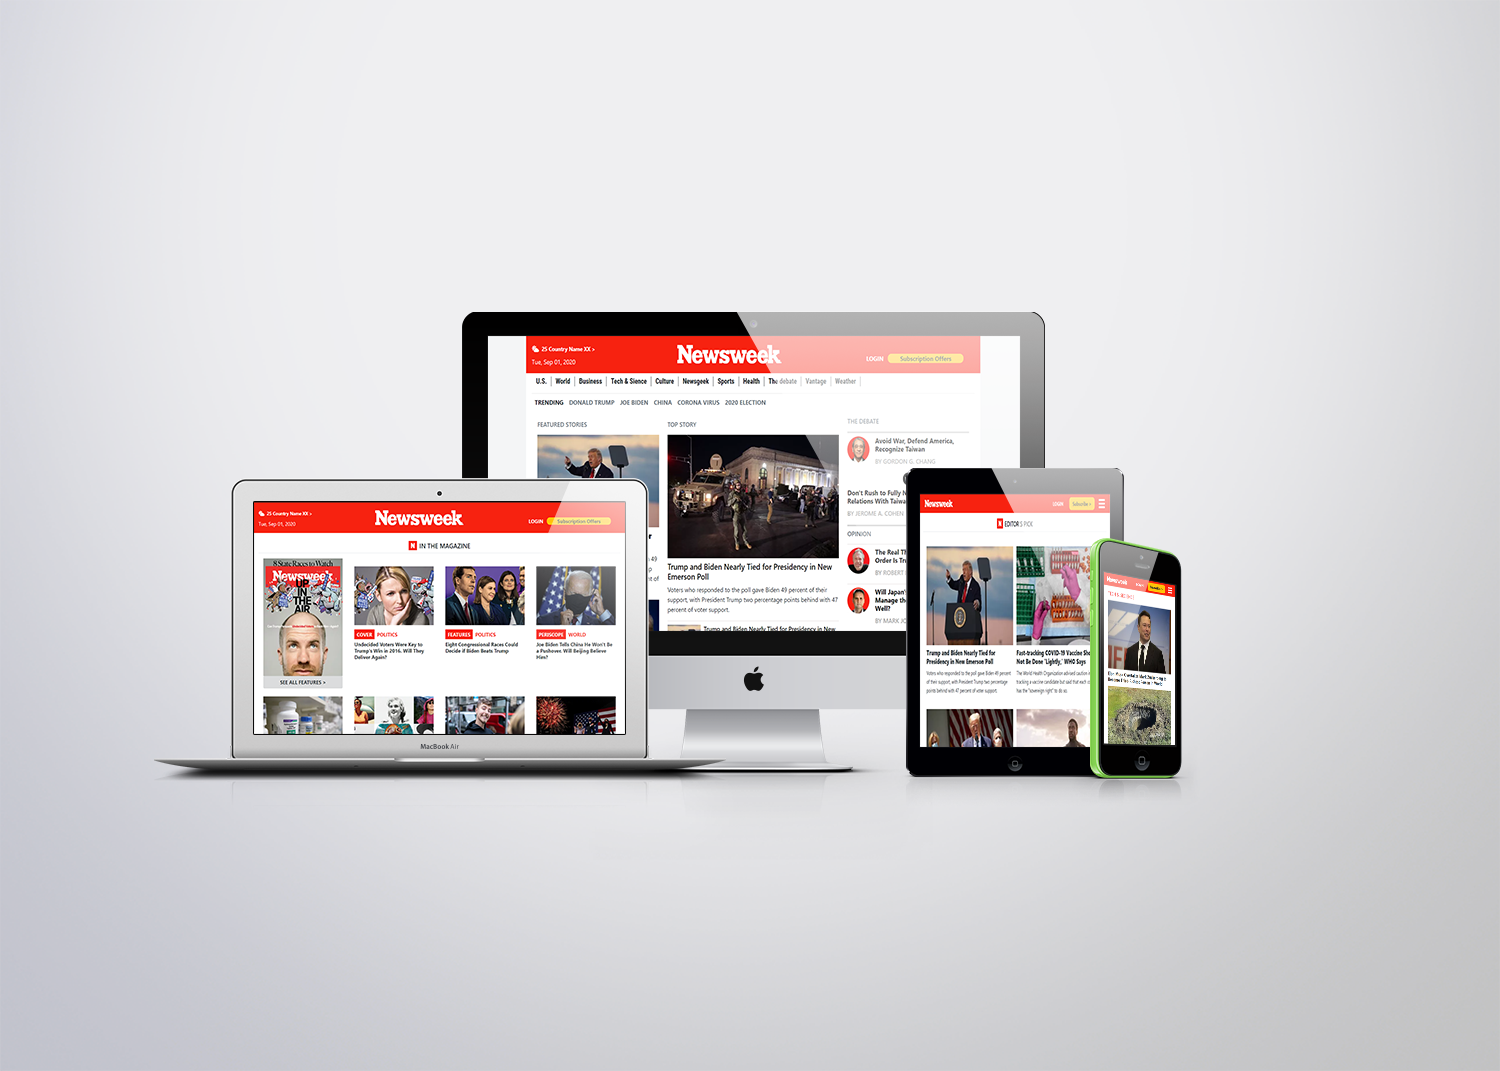 25 Country Name XX >
Tue, Sep 01, 2020
Newsweek
LOGIN
Subscription Offers
U.S.
World
Business
Tech & Sience
Culture
Newsgeek
Sports
Health
The debate
Vantage
Weather
TRENDING
DONALD TRUMP
JOE BIDEN
CHINA
CORONA VIRUS
2020 ELECTION
FEATURED STORIES
TOP STORY
THE DEBATE
Avoid War, Defend America,
Recognize Taiwan
BY GORDON G. CHANG
Don't Rush to Fully
Relations With Taiwan
BY JEROME A. COHEN
OPINION
The Real
Order Is
BY ROBERT
Will Japan's
Manage the
Well?
BY MARK
Trump and Biden Nearly Tied for Presidency in New
Emerson Poll
Voters who responded to the poll gave Biden 49 percent of their
support, with President Trump two percentage points behind with 47
percent of voter support.
Trump and Biden Nearly Tied for Presidency in New
49
of
25 Country Name XX >
Tue, Sep 01, 2020
Newsweek
LOGIN
Subscription Offers
N IN THE MAGAZINE
8 State Races to Watch
Newsweek
UP
IN THE
AIR
SEE ALL FEATURES >
COVER POLITICS
Undecided Voters Were Key to
Trump's Win in 2016. Will They
Deliver Again?
FEATURES POLITICS
Eight Congressional Races Could
Decide if Biden Beats Trump
PERISCOPE WORLD
Joe Biden Tells China He Won't Be
a Pushover. Will Beijing Believe
Him?
MacBook Air
Newsweek
LOGIN
Subscribe >
N EDITOR'S PICK
Trump and Biden Nearly Tied for
Presidency in New Emerson Poll
Voters who responded to the poll gave Biden 49 percent
of their support, with President Trump two percentage
points behind with 47 percent of voter support
Fast-tracking COVID-19 Vaccine
Not Be Done 'Lightly,' WHO Says
The World Health Organization advised caution in
tracking a vaccine candidate but said that each
has the "sovereign right" to do so.
Newsweek